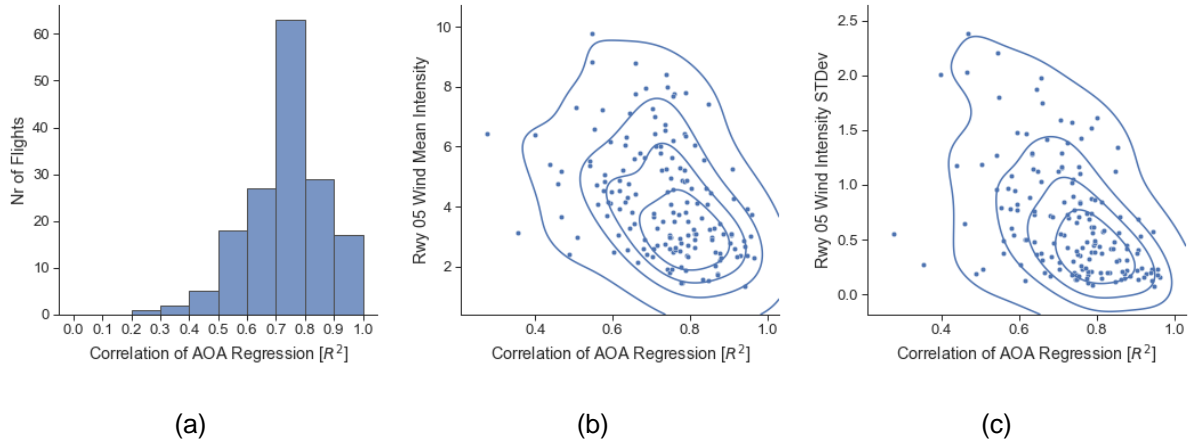 Nr of Flights
60
50
40
30
20
10
0
0.0 0.1 0.2 0.3 0.4 0.5 0.6 0.7 0.8 0.9 1.0
Correlation of AOA Regression [R²]
(a)
Rwy 05 Wind Mean Intensity
10
8
6
4
2
0.4 0.6 0.8 1.0
Correlation of AOA Regression [R²]
(b)
Rwy 05 Wind Intensity STDev
2.5
2.0
1.5
1.0
0.5
0.0
0.4 0.6 0.8 1.0
Correlation of AOA Regression [R²]
(c)